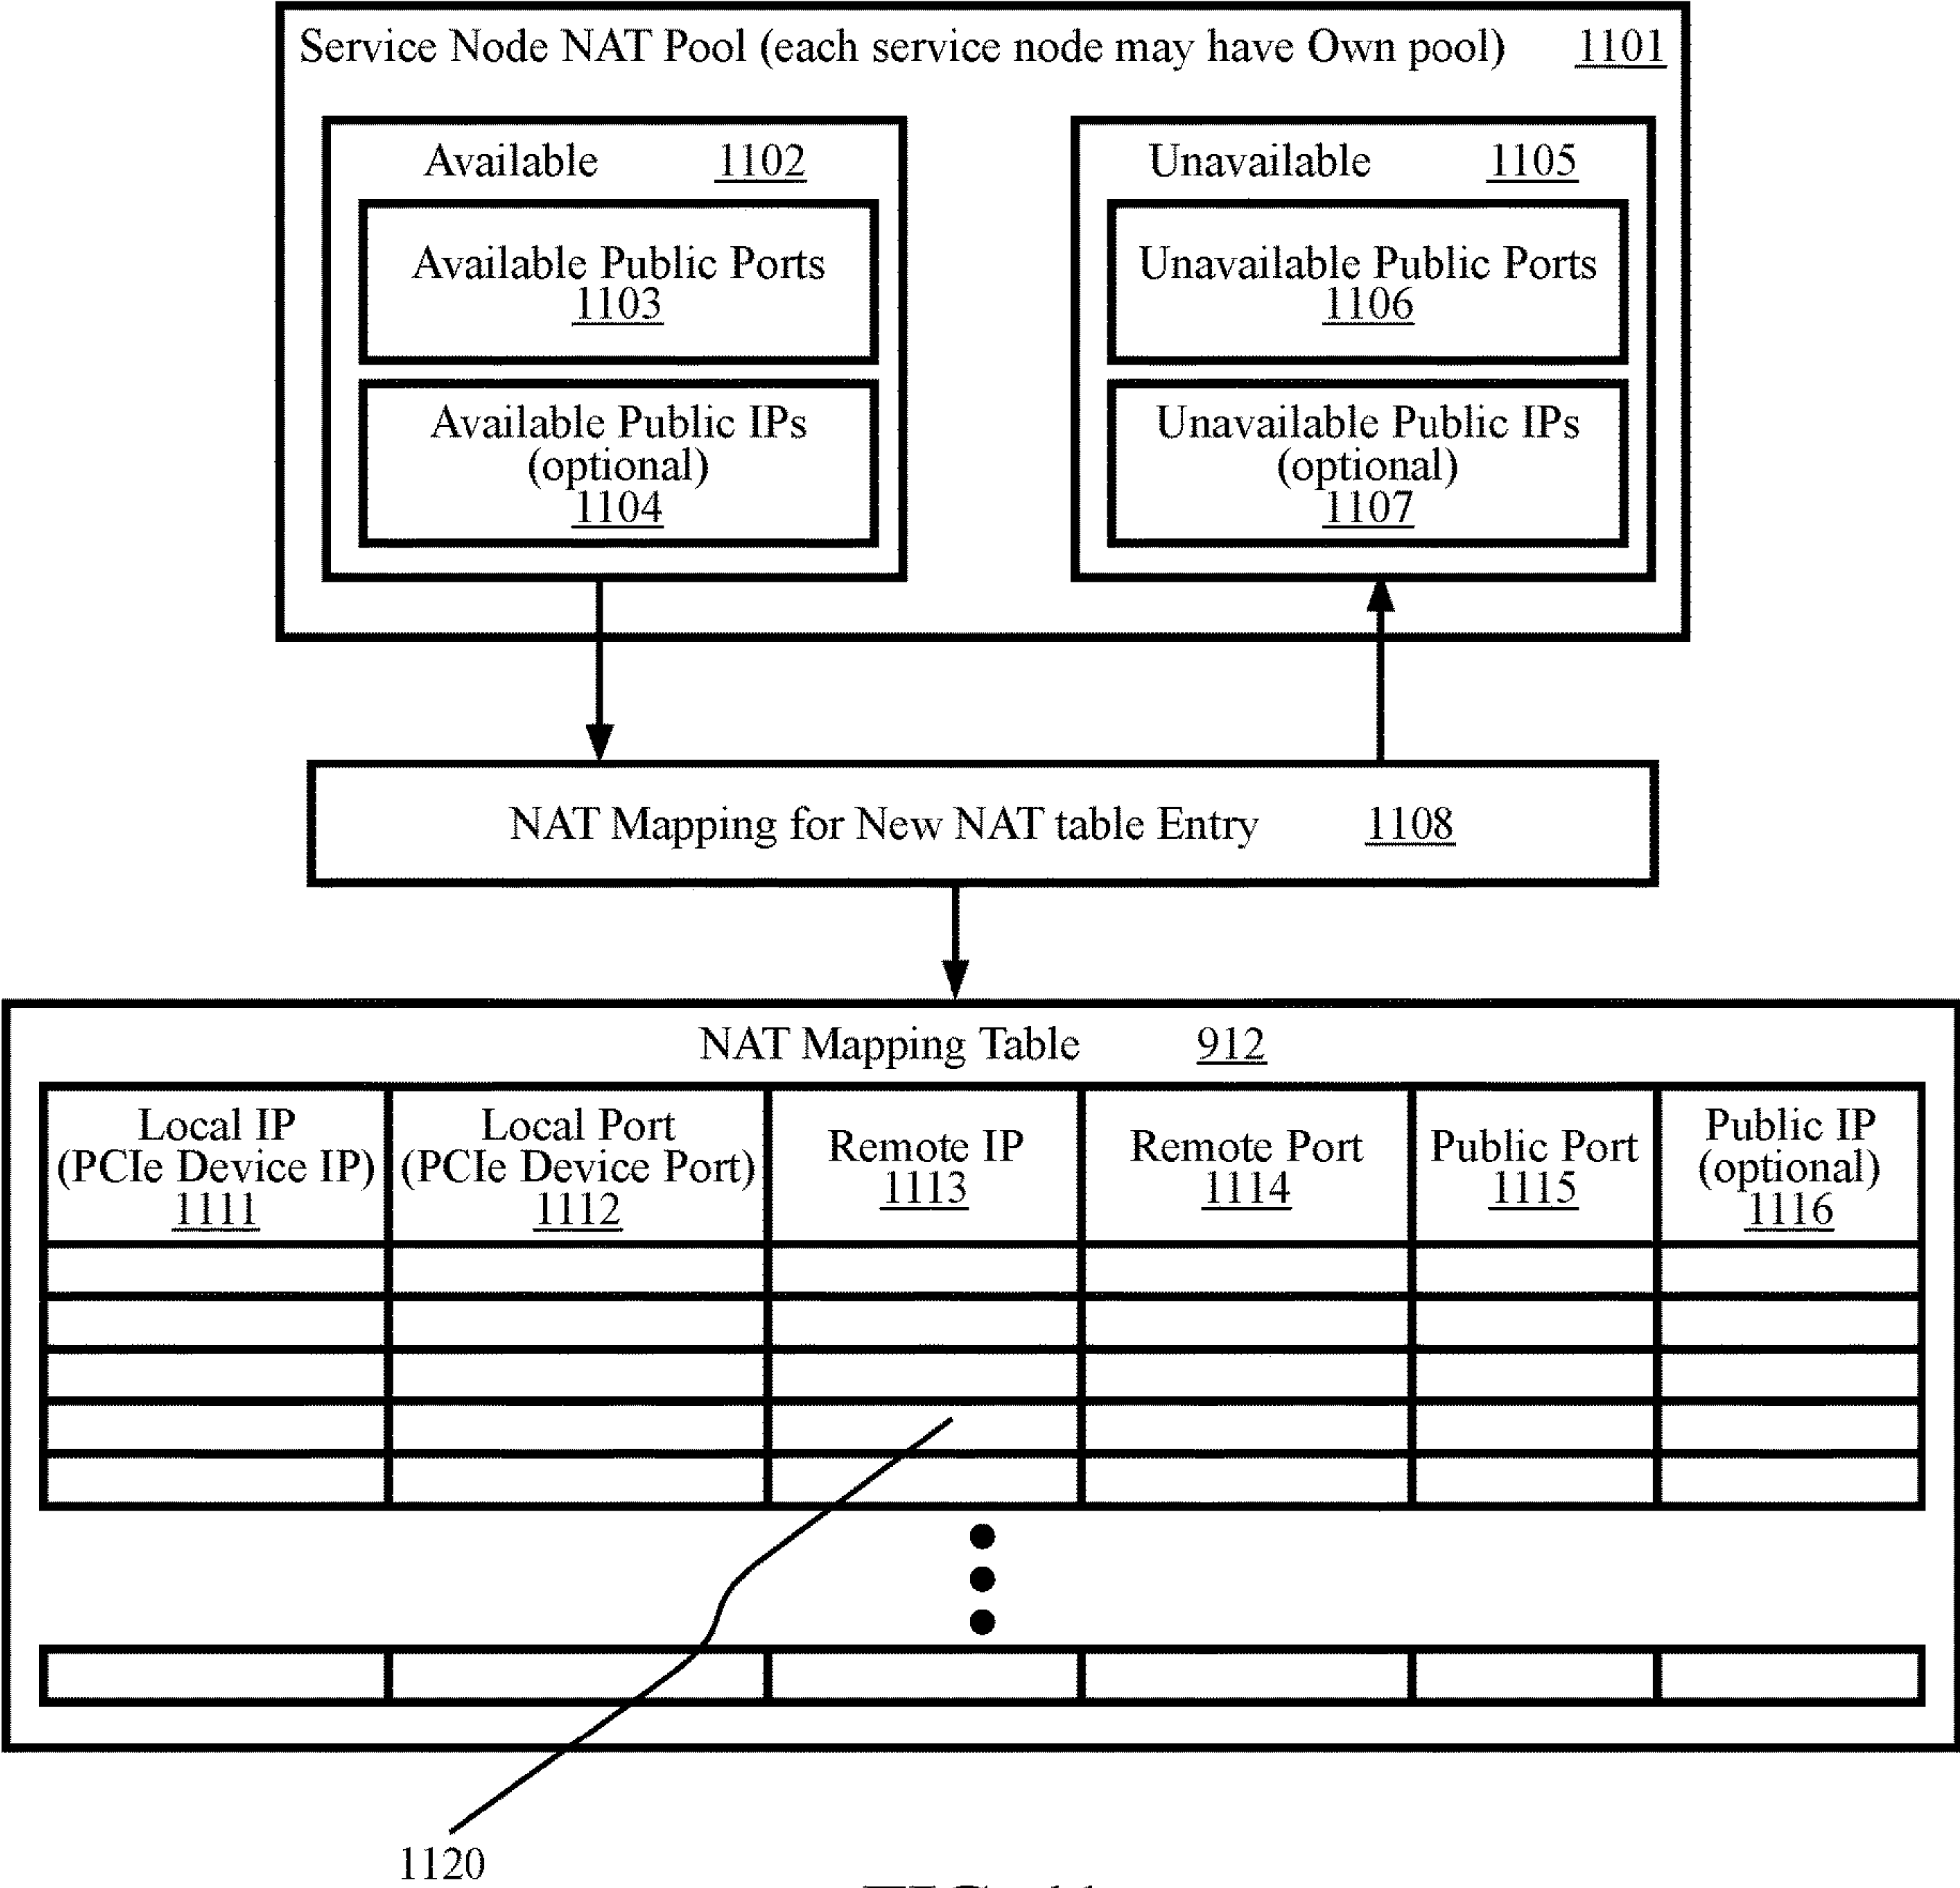 Service Node NAT Pool (each service node may have Own pool) 1101
Available 1102
Available Public Ports
1103
Available Public IPs
(optional)
1104
Unavailable 1105
Unavailable Public Ports
1106
Unavailable Public IPs
(optional)
1107
NAT Mapping for New NAT table Entry 1108
NAT Mapping Table 912
Local IP
(PCIe Device IP)
1111
Local Port
(PCIe Device Port)
1112
Remote IP
1113
Remote Port
1114
Public Port
1115
Public IP
(optional)
1116
1120